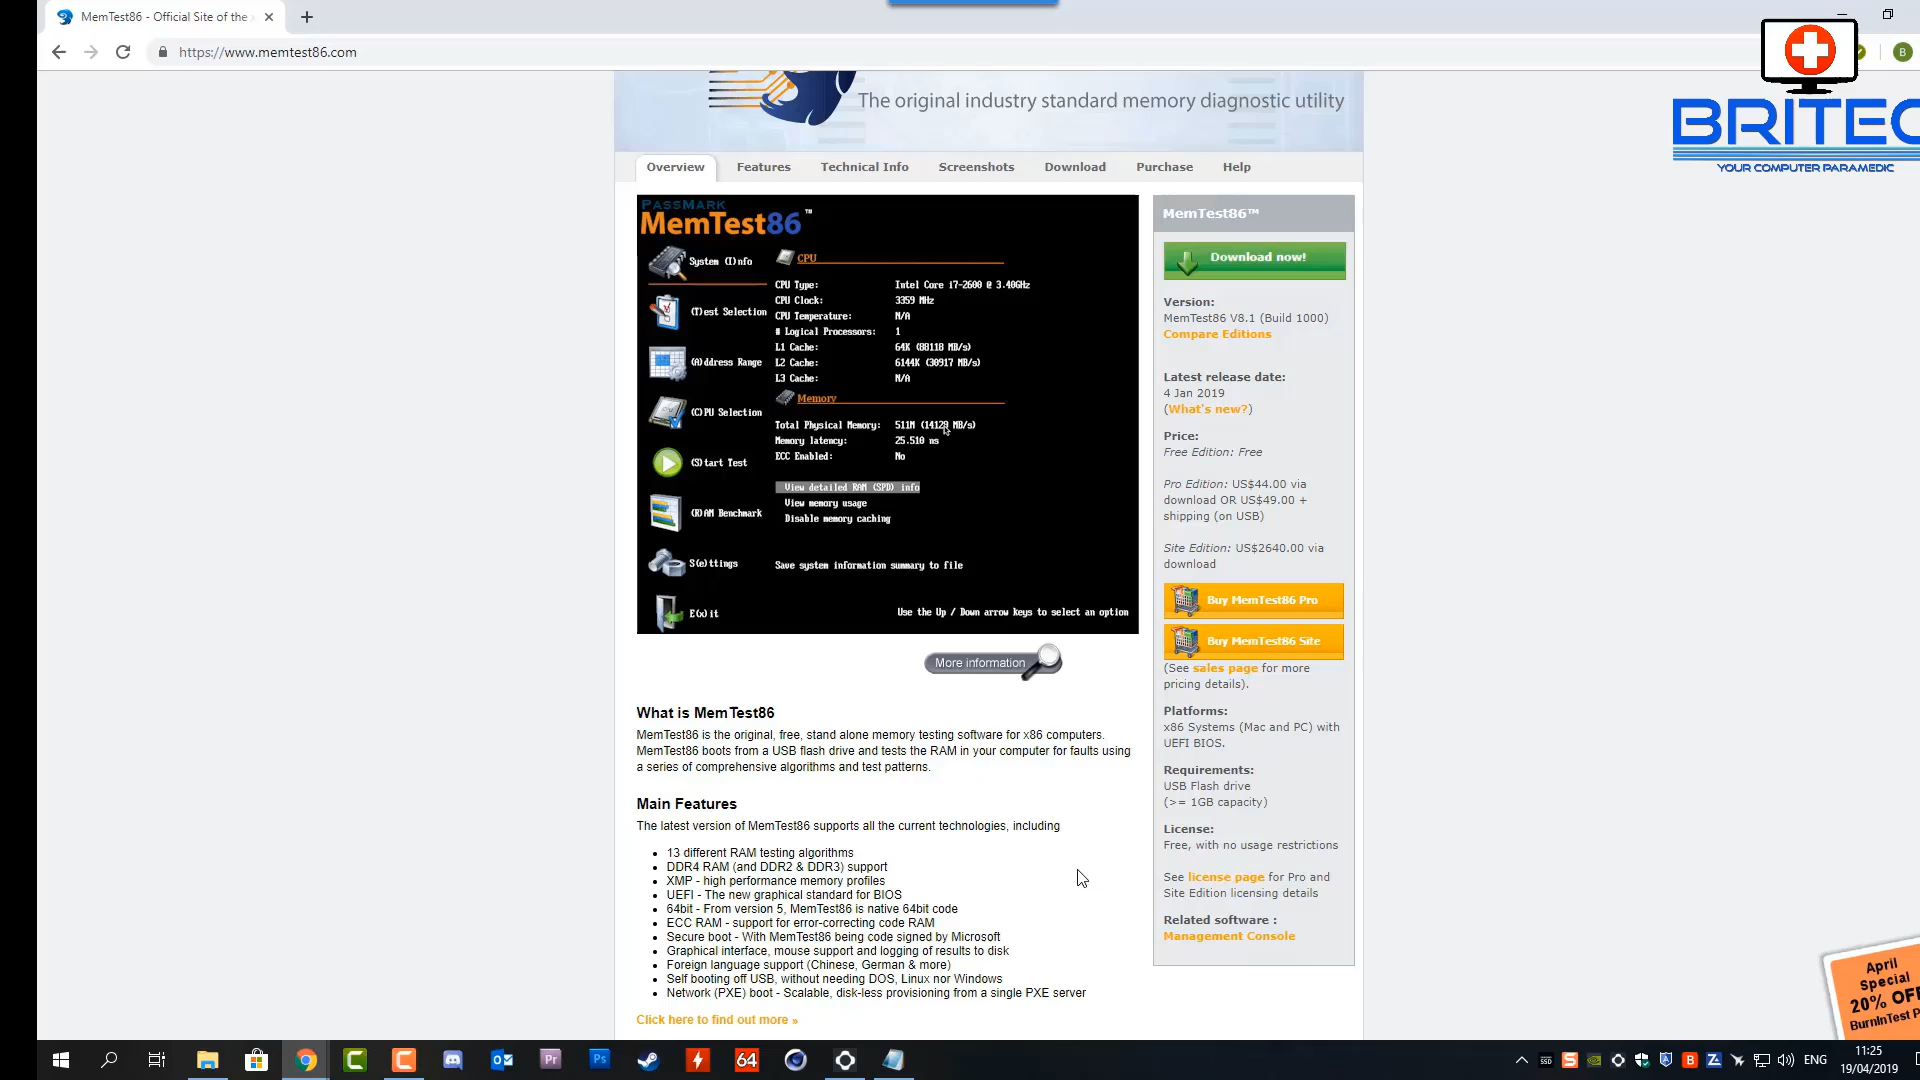 MemTest86 - Official Site of the
https://www.memtest86.com
B
BRITEC
YOUR COMPUTER PARAMEDIC
The original industry standard memory diagnostic utility
Overview
Features
Technical Info
Screenshots
Download
Purchase
Help
PASSMARK
MemTest86™
System (I)nfo
(T)est Selection
(A)ddress Range
(C)PU Selection
(S)tart Test
(R)AM Benchmark
S(e)ttings
E(x)it
CPU
CPU Type: Intel Core i7-2600 @ 3.40GHz
CPU Clock: 3359 MHz
CPU Temperature: N/A
# Logical Processors: 1
L1 Cache: 64K (88118 MB/s)
L2 Cache: 6144K (30917 MB/s)
L3 Cache: N/A
Memory
Total Physical Memory: 511M (14128 MB/s)
Memory latency: 25.510 ns
ECC Enabled: No
View detailed RAM (SPD) info
View memory usage
Disable memory caching
Save system information summary to file
Use the Up / Down arrow keys to select an option
More information
What is MemTest86
MemTest86 is the original, free, stand alone memory testing software for x86 computers.
MemTest86 boots from a USB flash drive and tests the RAM in your computer for faults using
a series of comprehensive algorithms and test patterns.
Main Features
The latest version of MemTest86 supports all the current technologies, including
13 different RAM testing algorithms
DDR4 RAM (and DDR2 & DDR3) support
XMP - high performance memory profiles
UEFI - The new graphical standard for BIOS
64bit - From version 5, MemTest86 is native 64bit code
ECC RAM - support for error-correcting code RAM
Secure boot - With MemTest86 being code signed by Microsoft
Graphical interface, mouse support and logging of results to disk
Foreign language support (Chinese, German & more)
Self booting off USB, without needing DOS, Linux nor Windows
Network (PXE) boot - Scalable, disk-less provisioning from a single PXE server
Click here to find out more »
MemTest86™
Download now!
Version:
MemTest86 V8.1 (Build 1000)
Compare Editions
Latest release date:
4 Jan 2019
(What's new?)
Price:
Free Edition: Free
Pro Edition: US$44.00 via
download OR US$49.00 +
shipping (on USB)
Site Edition: US$2640.00 via
download
Buy MemTest86 Pro
Buy MemTest86 Site
(See sales page for more
pricing details).
Platforms:
x86 Systems (Mac and PC) with
UEFI BIOS.
Requirements:
USB Flash drive
(>= 1GB capacity)
License:
Free, with no usage restrictions
See license page for Pro and
Site Edition licensing details
Related software :
Management Console
April
Special
20% OFF
BurnInTest P
Pr
Ps
64
SSD
ENG
11:25
19/04/2019